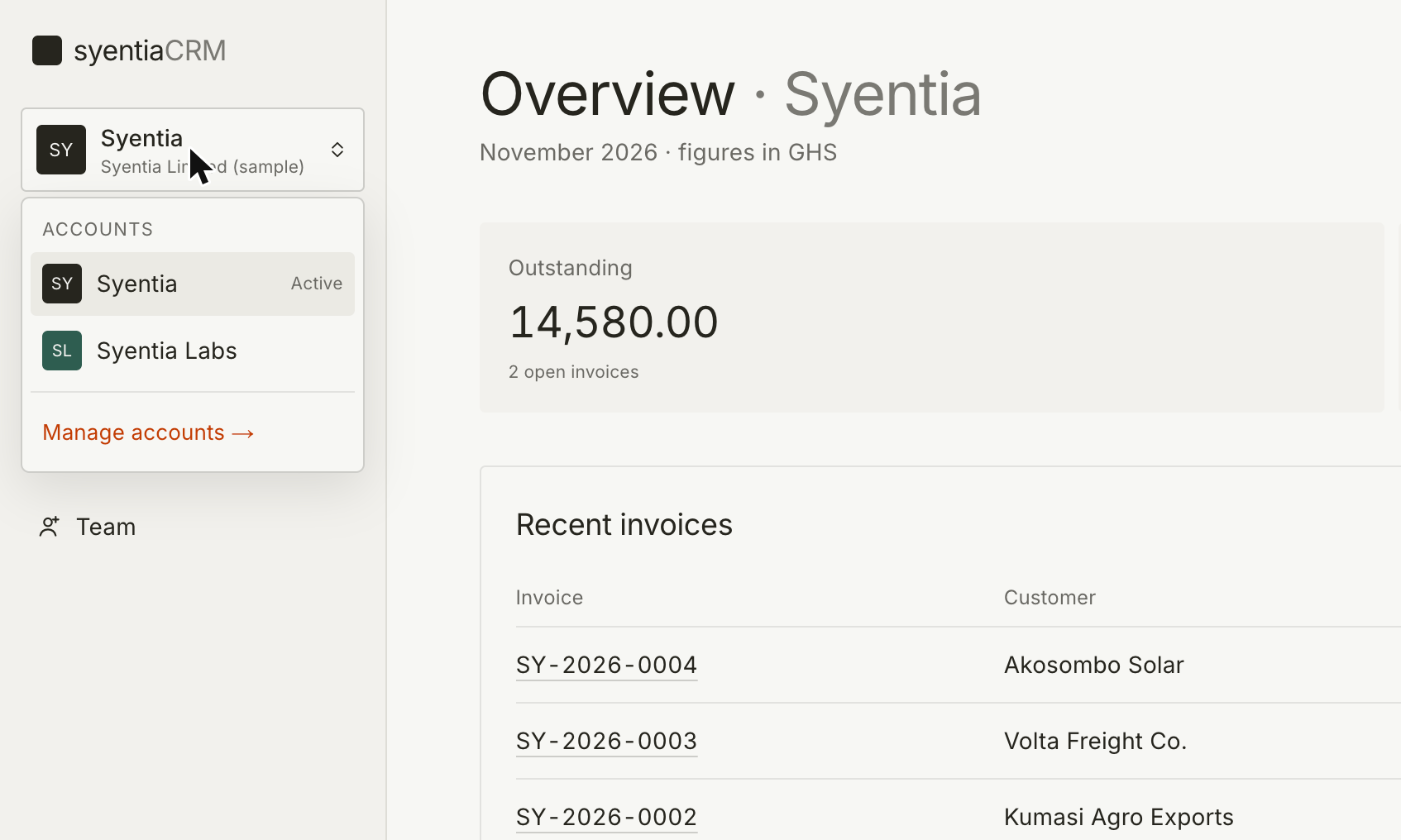 syentiaCRM
SY
Syentia
Syentia Lim d (sample)
ACCOUNTS
SY Syentia Active
SL Syentia Labs
Manage accounts →
Team
Overview · Syentia
November 2026 · figures in GHS
Outstanding
14,580.00
2 open invoices
Recent invoices
Invoice Customer
SY-2026-0004 Akosombo Solar
SY-2026-0003 Volta Freight Co.
SY-2026-0002 Kumasi Agro Exports